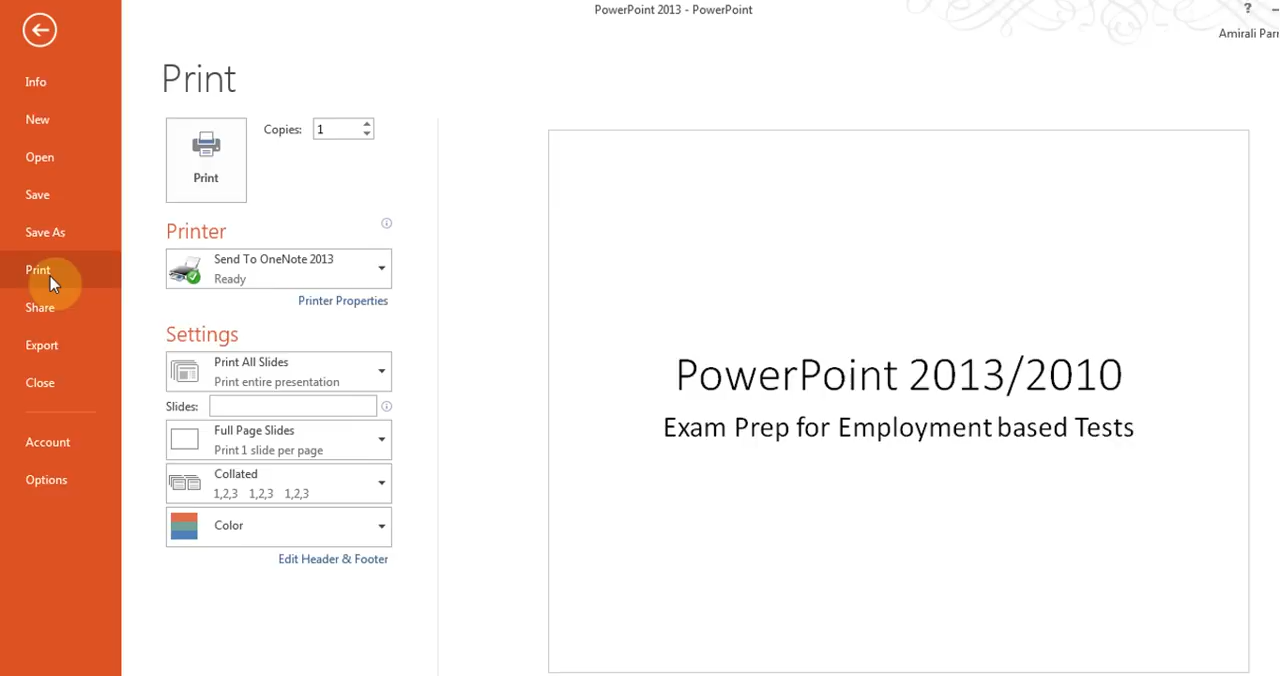 PowerPoint 2013 - PowerPoint
?
Amirali Parm
Info
New
Open
Save
Save As
Print
Share
Export
Close
Account
Options
Print
Print
Copies: 1
Printer
Send To OneNote 2013
Ready
Printer Properties
Settings
Print All Slides
Print entire presentation
Slides:
Full Page Slides
Print 1 slide per page
Collated
1,2,3 1,2,3 1,2,3
Color
Edit Header & Footer
PowerPoint 2013/2010
Exam Prep for Employment based Tests